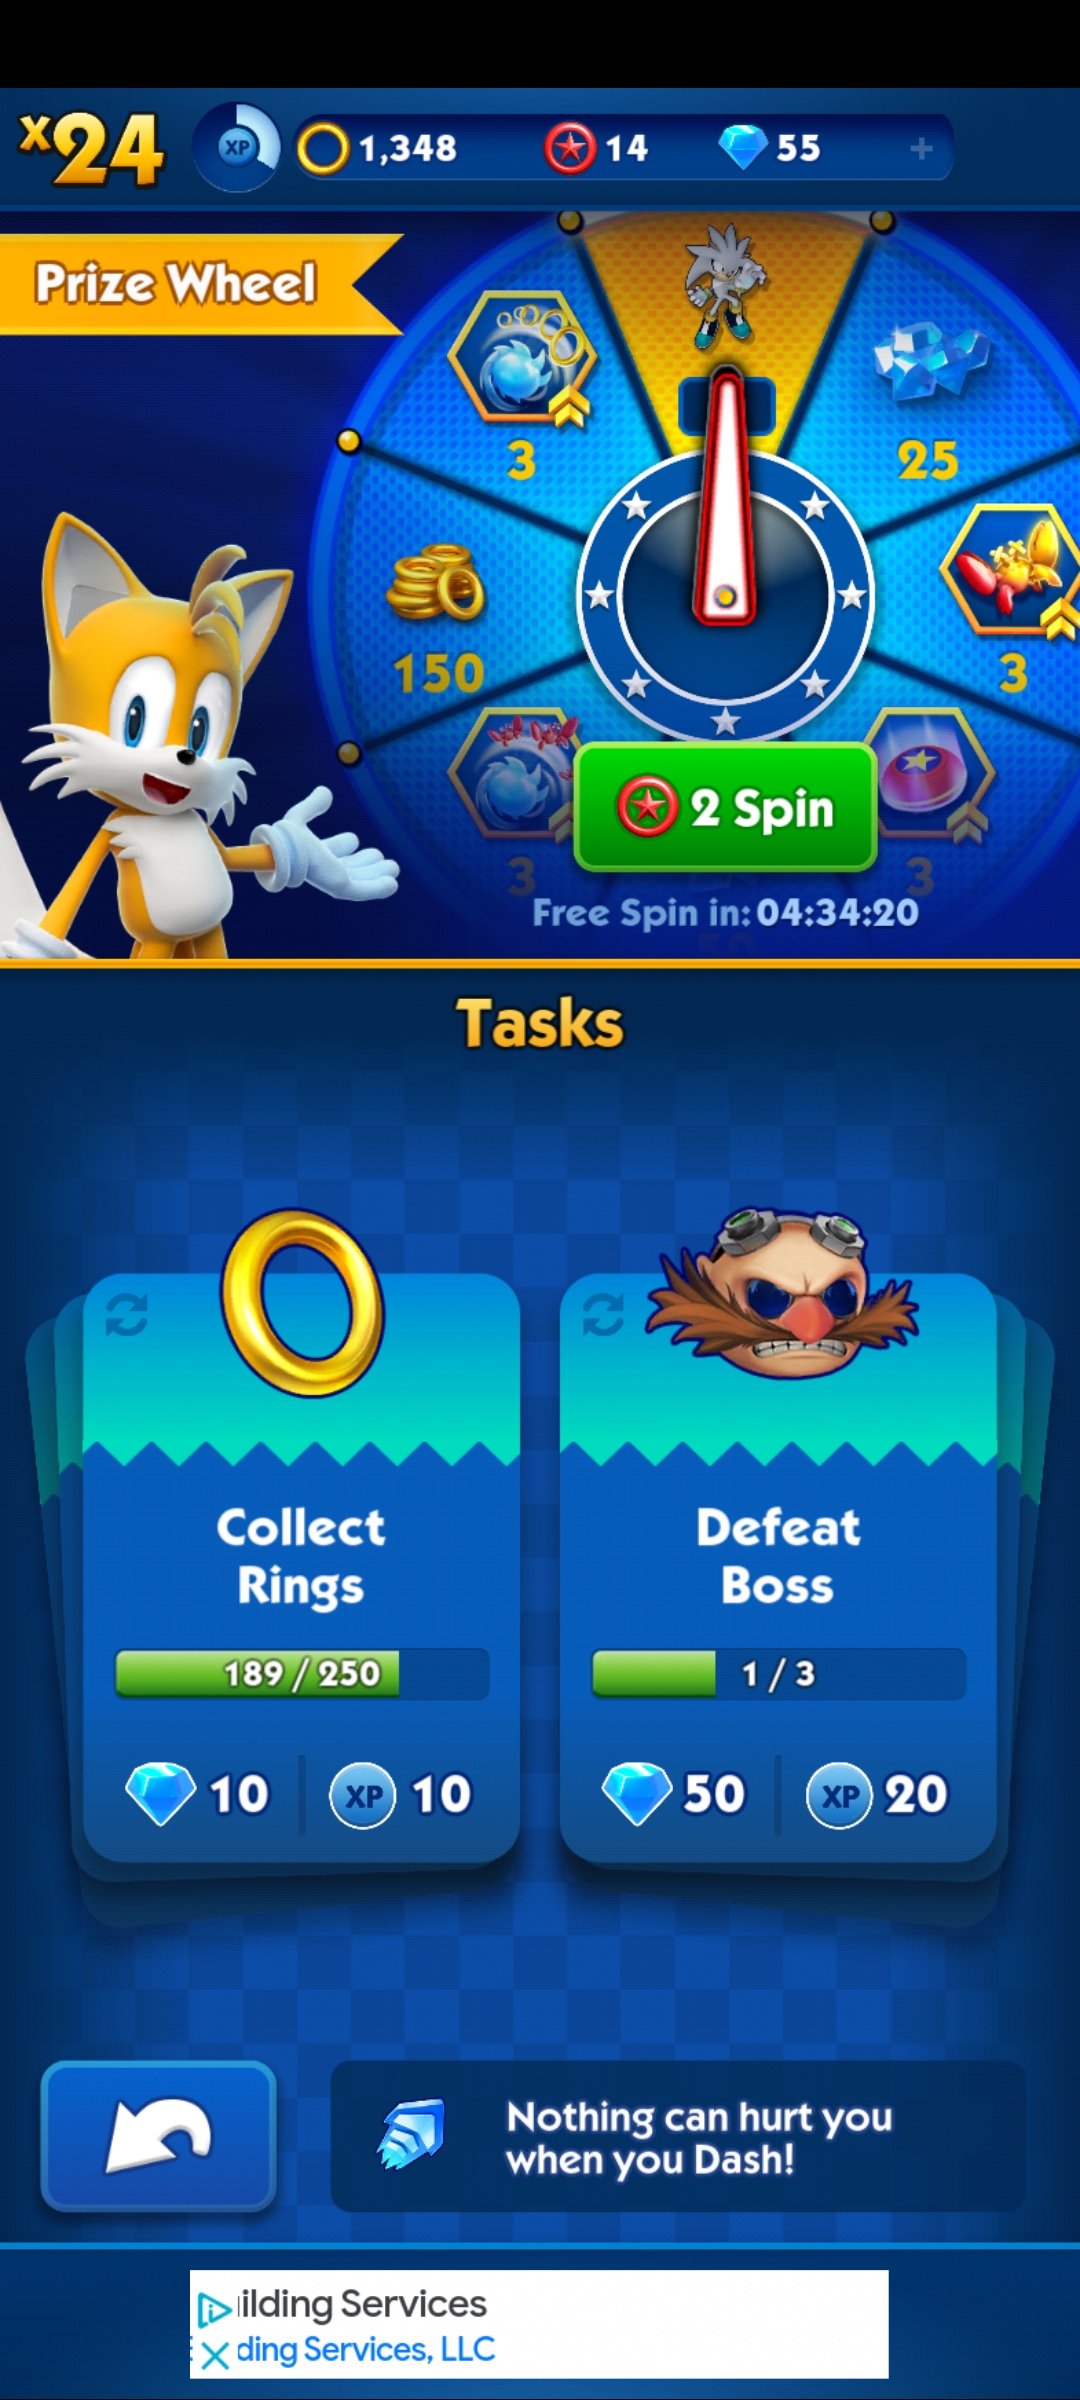 x24
XP
1,348
14
55
+
Prize Wheel
3
25
150
3
2 Spin
3
3
Free Spin in: 04:34:20
Tasks
Collect
Rings
189 / 250
10
XP
10
Defeat
Boss
1 / 3
50
XP
20
Nothing can hurt you
when you Dash!
ilding Services
ding Services, LLC